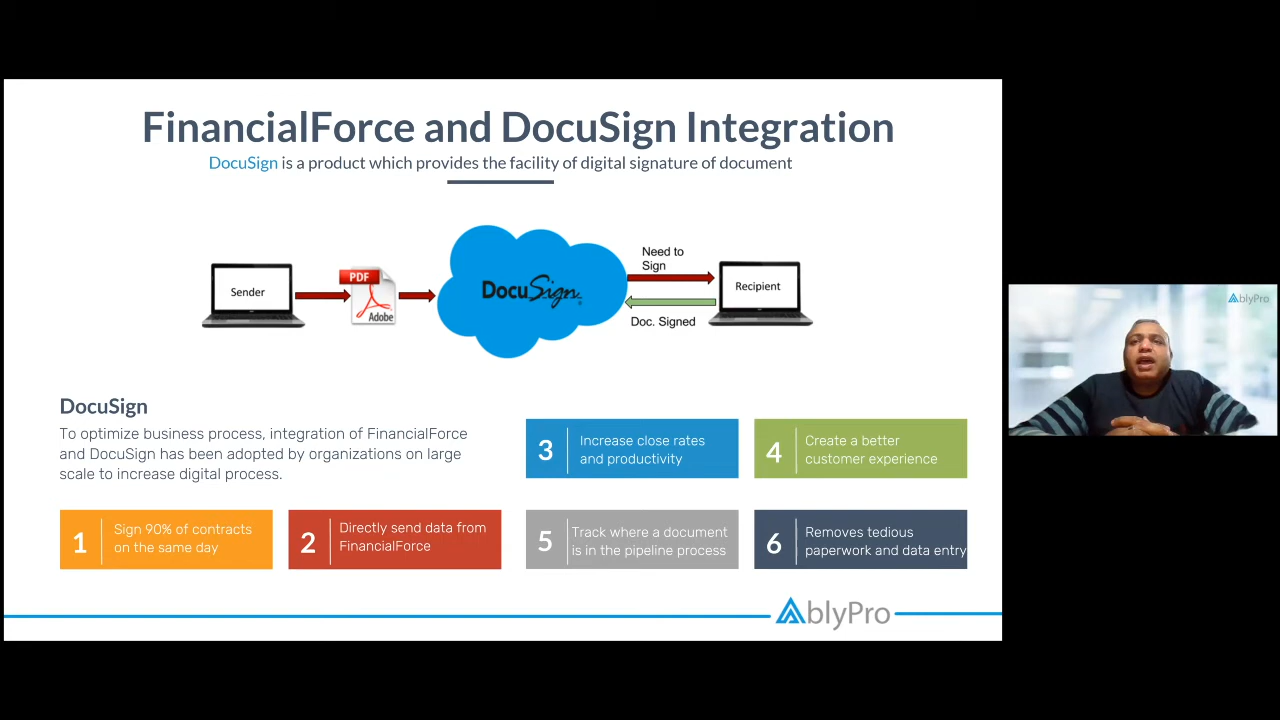 FinancialForce and DocuSign Integration
DocuSign is a product which provides the facility of digital signature of document
Sender
PDF
Adobe
DocuSign
Need to
Sign
Doc. Signed
Recipient
DocuSign
To optimize business process, integration of FinancialForce
and DocuSign has been adopted by organizations on large
scale to increase digital process.
1
Sign 90% of contracts
on the same day
2
Directly send data from
FinancialForce
3
Increase close rates
and productivity
4
Create a better
customer experience
5
Track where a document
is in the pipeline process
6
Removes tedious
paperwork and data entry
AblyPro
AblyPro